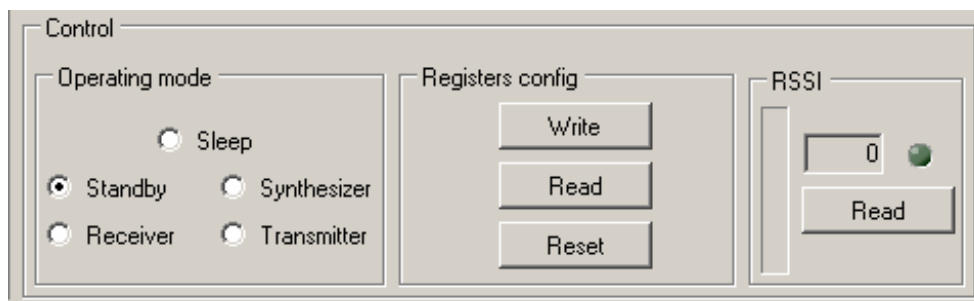 Control
Operating mode
Sleep
Standby
Synthesizer
Receiver
Transmitter
Registers config
Write
Read
Reset
RSSI
0
Read